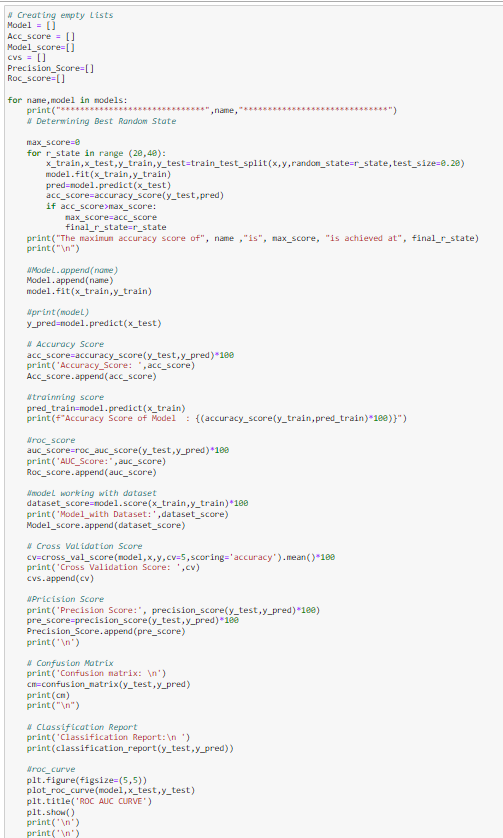 # Creating empty lists
Model = []
Acc_score = []
Model_score=[]
cvs = []
Precision_Score=[]
Roc_score=[]
for name,model in models:
print("******************************",name,"******************************")
# Determining Best Random State
max_score=0
for r_state in range (20,40):
x_train,x_test,y_train,y_test=train_test_split(x,y,random_state=r_state,test_size=0.20)
model.fit(x_train,y_train)
pred=model.predict(x_test)
acc_score=accuracy_score(y_test,pred)
if acc_score>max_score:
max_score=acc_score
final_r_state=r_state
print("The maximum accuracy score of", name ,"is", max_score, "is achieved at", final_r_state)
print("\n")
#Model.append(name)
Model.append(name)
model.fit(x_train,y_train)
#print(model)
y_pred=model.predict(x_test)
# Accuracy Score
acc_score=accuracy_score(y_test,y_pred)*100
print('Accuracy_Score: ',acc_score)
Acc_score.append(acc_score)
#trainning score
pred_train=model.predict(x_train)
print(f"Accuracy Score of Model  : {(accuracy_score(y_train,pred_train)*100)}")
#roc_score
auc_score=roc_auc_score(y_test,y_pred)*100
print('AUC_Score:',auc_score)
Roc_score.append(auc_score)
#model working with dataset
dataset_score=model.score(x_train,y_train)*100
print('Model_with Dataset:',dataset_score)
Model_score.append(dataset_score)
# Cross Validation Score
cv=cross_val_score(model,x,y,cv=5,scoring='accuracy').mean()*100
print('Cross Validation Score: ',cv)
cvs.append(cv)
#Pricision Score
print('Precision Score:', precision_score(y_test,y_pred)*100)
pre_score=precision_score(y_test,y_pred)*100
Precision_Score.append(pre_score)
print('\n')
# Confusion Matrix
print('Confusion matrix: \n')
cm=confusion_matrix(y_test,y_pred)
print(cm)
print("\n")
# Classification Report
print('Classification Report:\n ')
print(classification_report(y_test,y_pred))
#roc_curve
plt.figure(figsize=(5,5))
plot_roc_curve(model,x_test,y_test)
plt.title('ROC AUC CURVE')
plt.show()
print('\n')
print('\n')